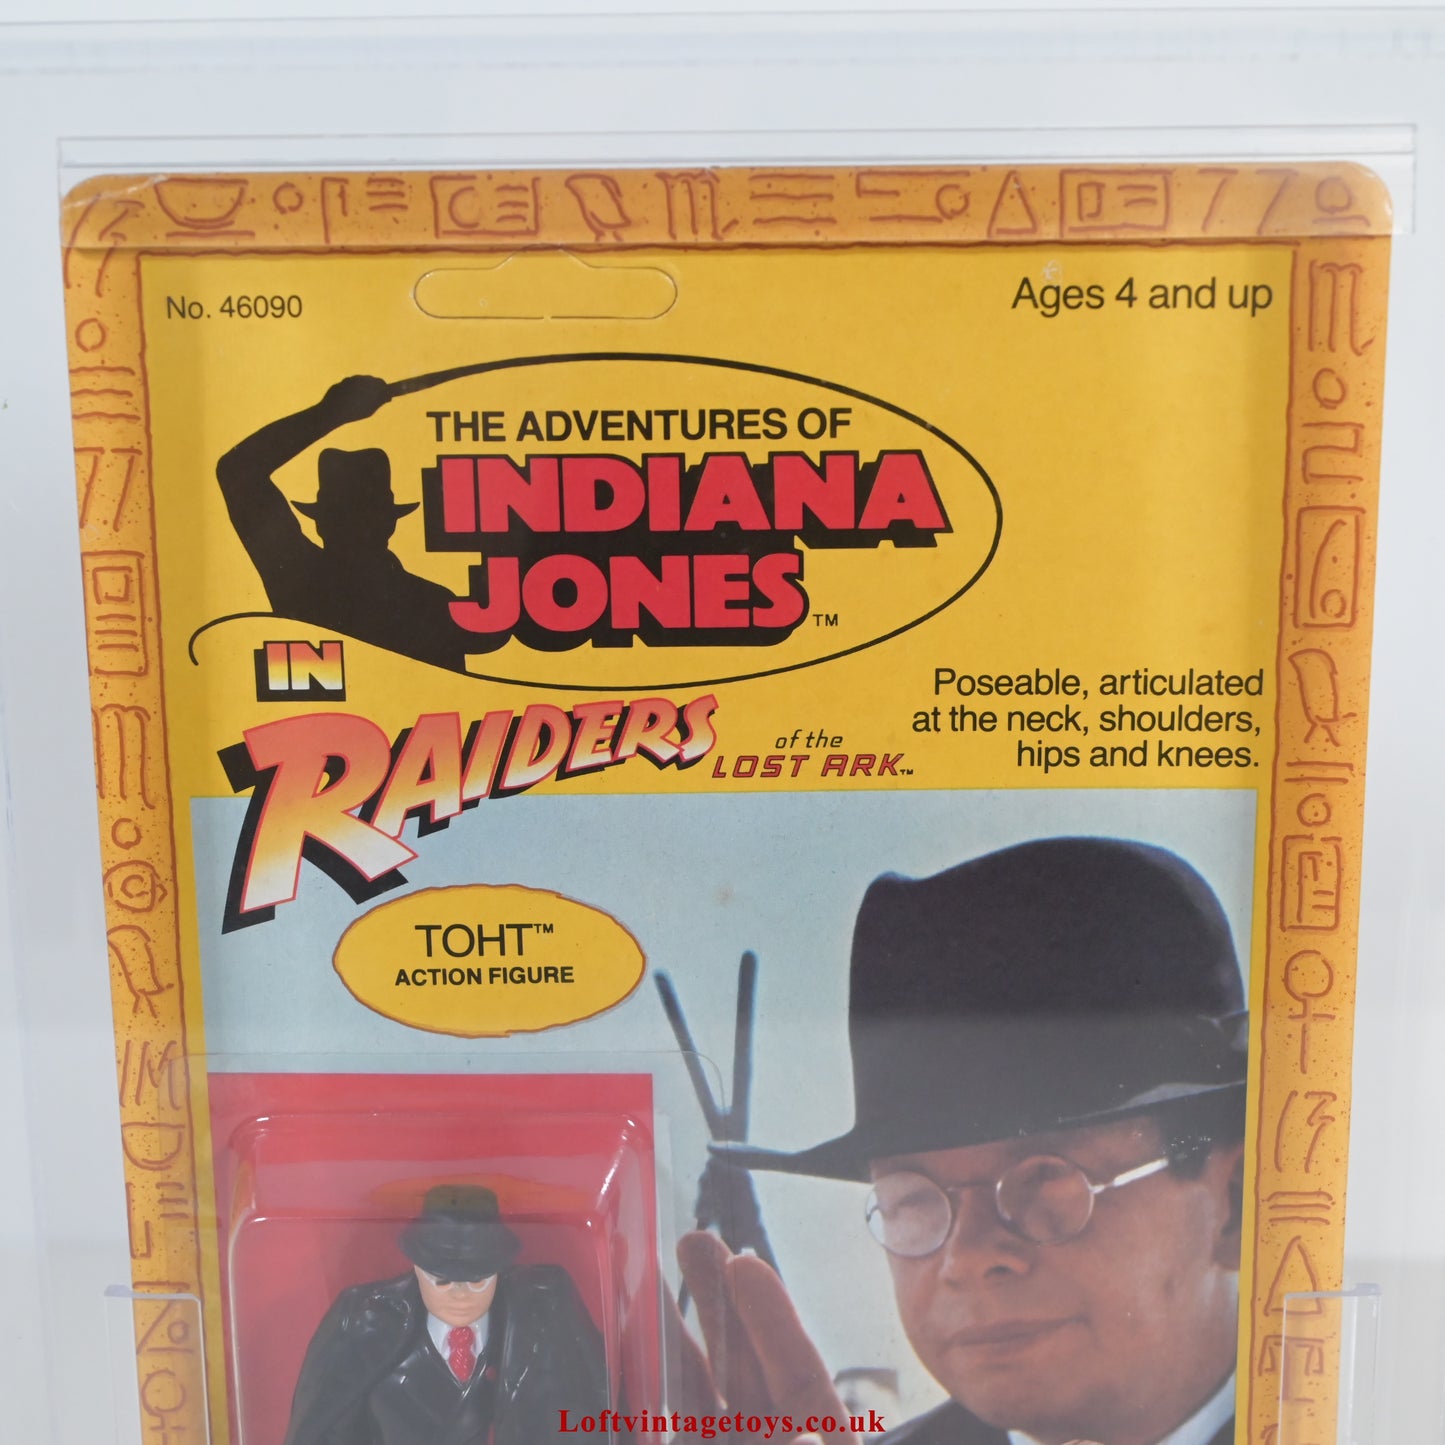 No. 46090
Ages 4 and up
THE ADVENTURES OF
INDIANA
JONES™
IN
RAIDERS
of the
LOST ARK™
Poseable, articulated
at the neck, shoulders,
hips and knees.
TOHT™
ACTION FIGURE
Loftvintagetoys.co.uk